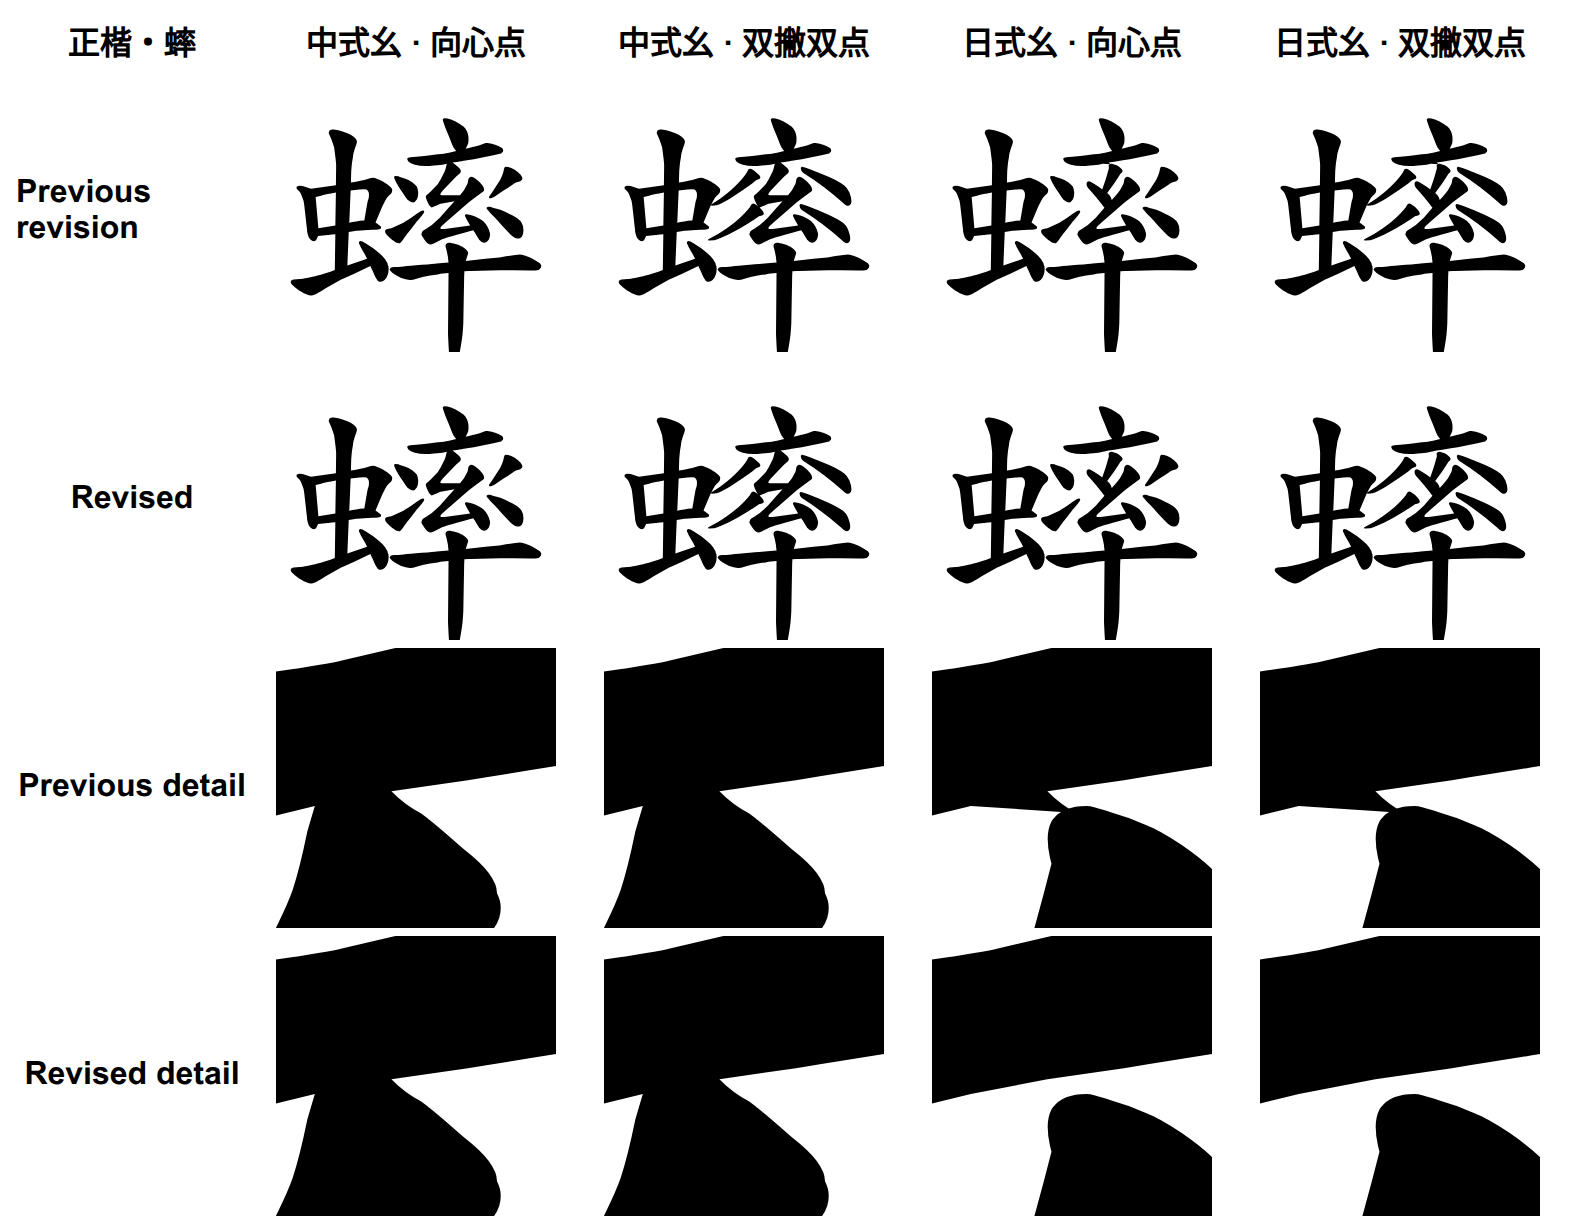 正楷・蟀 中式幺 · 向心点 中式幺 · 双撇双点 日式幺 · 向心点 日式幺 · 双撇双点
Previous
revision
蟀 蟀 蟀 蟀
Revised
蟀 蟀 蟀 蟀
Previous detail
Revised detail